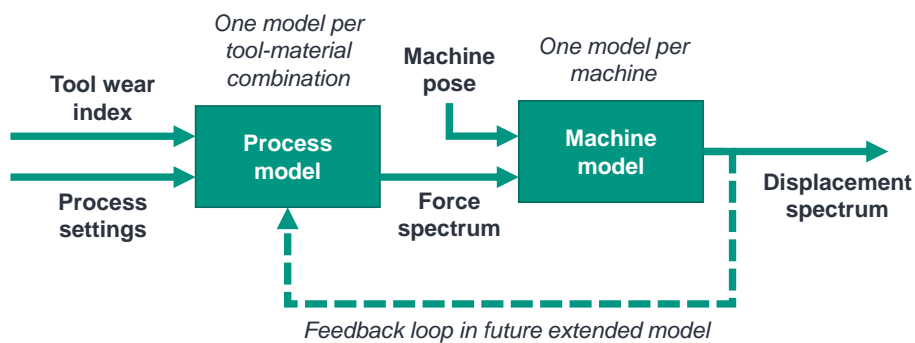 One model per
tool-material
combination
One model per
machine
Machine
pose
Tool wear
index
Process
model
Machine
model
Process
settings
Force
spectrum
Displacement
spectrum
Feedback loop in future extended model